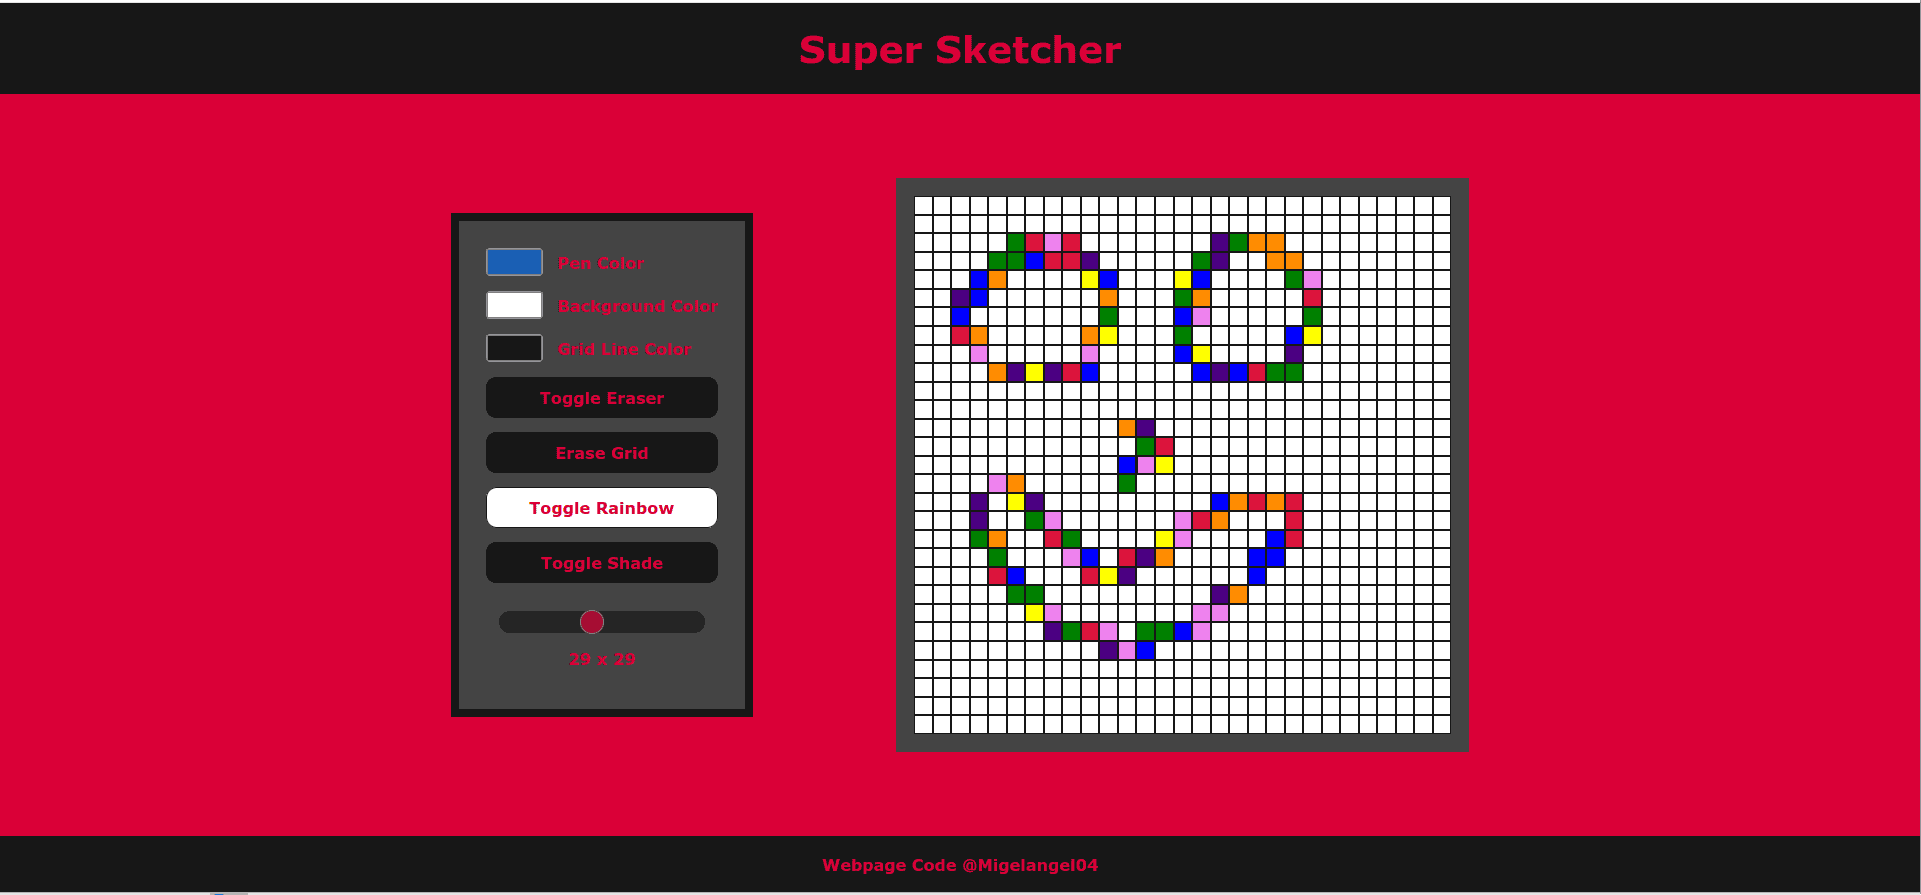 Super Sketcher
Pen Color
Background Color
Grid Line Color
Toggle Eraser
Erase Grid
Toggle Rainbow
Toggle Shade
29 x 29
Webpage Code @Migelangel04